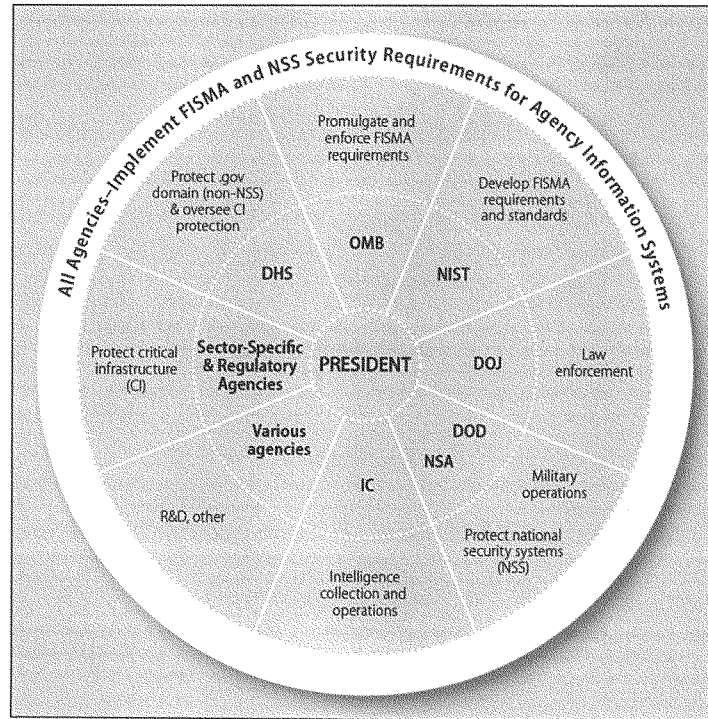 All Agencies–Implement FISMA and NSS Security Requirements for Agency Information Systems
Promulgate and
enforce FISMA
requirements
OMB
Develop FISMA
requirements
and standards
NIST
Law
enforcement
DOJ
Military
operations
DOD
NSA
Protect national
security systems
(NSS)
Intelligence
collection and
operations
IC
R&D, other
Various
agencies
Protect critical
infrastructure
(CI)
Sector-Specific
& Regulatory
Agencies
Protect .gov
domain (non-NSS)
& oversee CI
protection
DHS
PRESIDENT